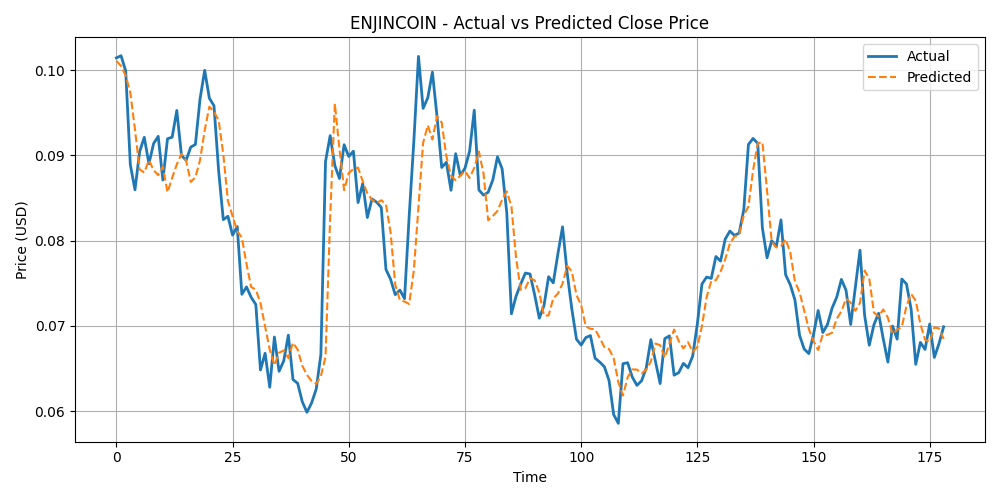 ENJINCOIN - Actual vs Predicted Close Price
Actual
Predicted
Price (USD)
0.10
0.09
0.08
0.07
0.06
0 25 50 75 100 125 150 175
Time